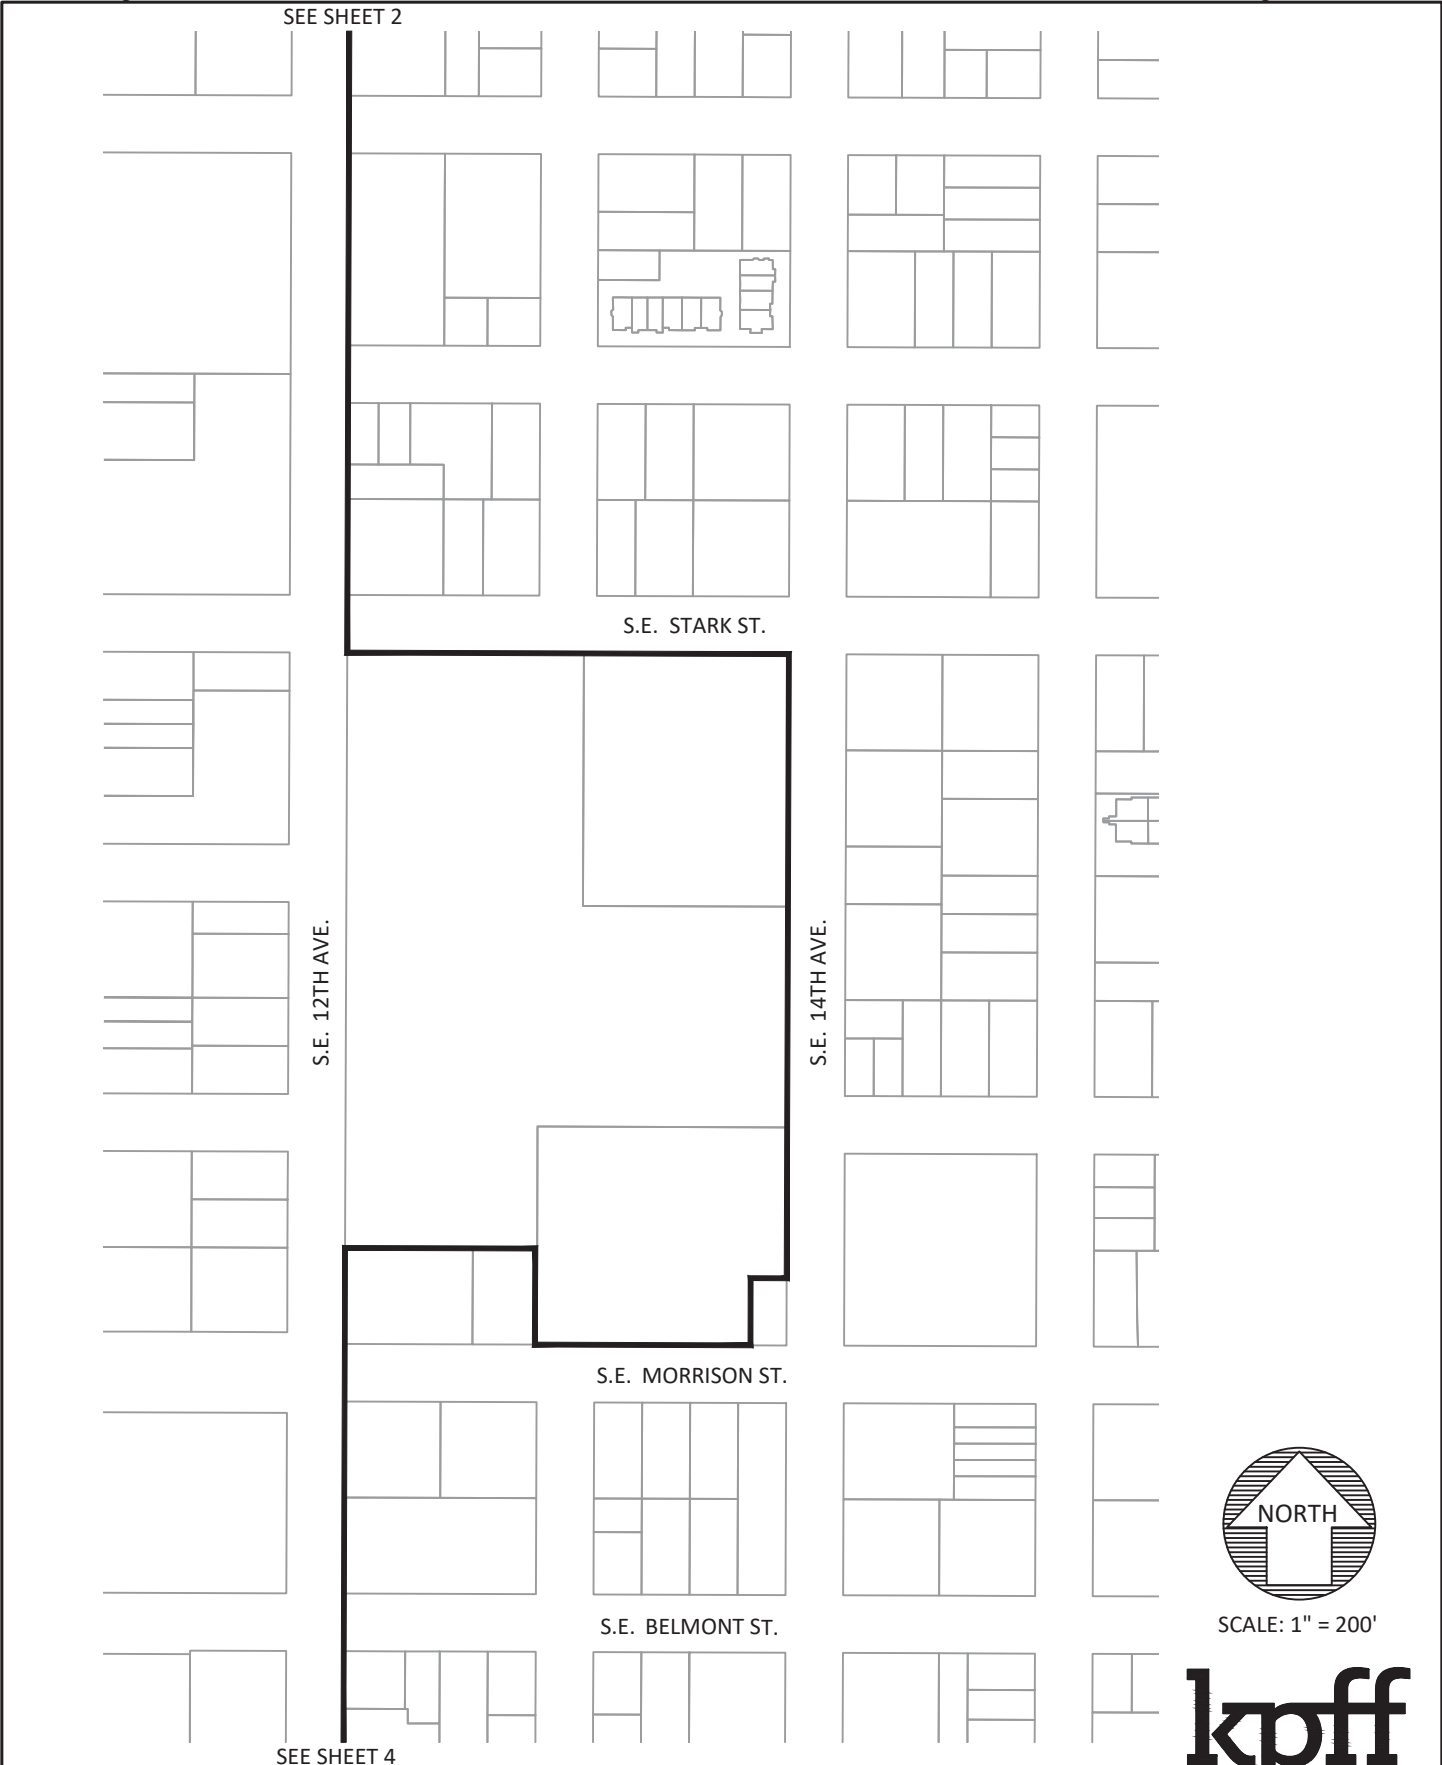 SEE SHEET 2
S.E. STARK ST.
S.E. 12TH AVE.
S.E. 14TH AVE.
S.E. MORRISON ST.
NORTH
S.E. BELMONT ST.
SCALE: 1" = 200'
kpff
SEE SHEET 4